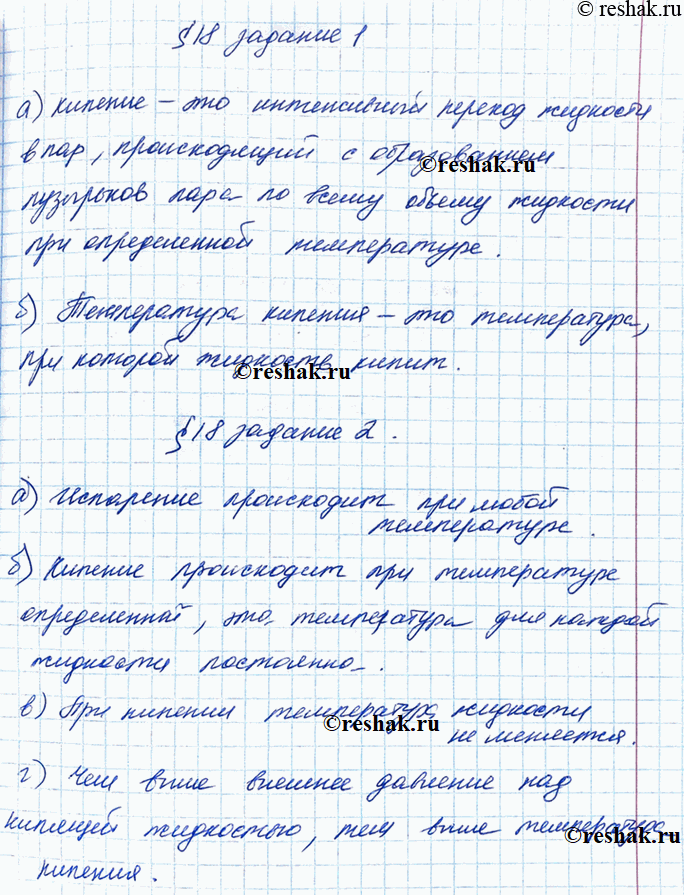 ©reshak.ru
§18 задание 1
а) Кипение – это интенсивный переход жидкости
в пар, происходящий с образованием
©reshak.ru
пузырьков пара по всему объему жидкости
при определенной температуре.
б) Температура кипения – это температура,
при которой жидкость кипит.
©reshak.ru
§18 задание 2.
а) Испарение происходит при любой
температуре.
б) Кипение происходит при температуре
определенной, эта температура для каждой
жидкости постоянна.
в) При кипении температура жидкости
©reshak.ru
не меняется.
г) Чем выше внешнее давление над
кипящей жидкостью, тем выше температура
©reshak.ru
кипения.